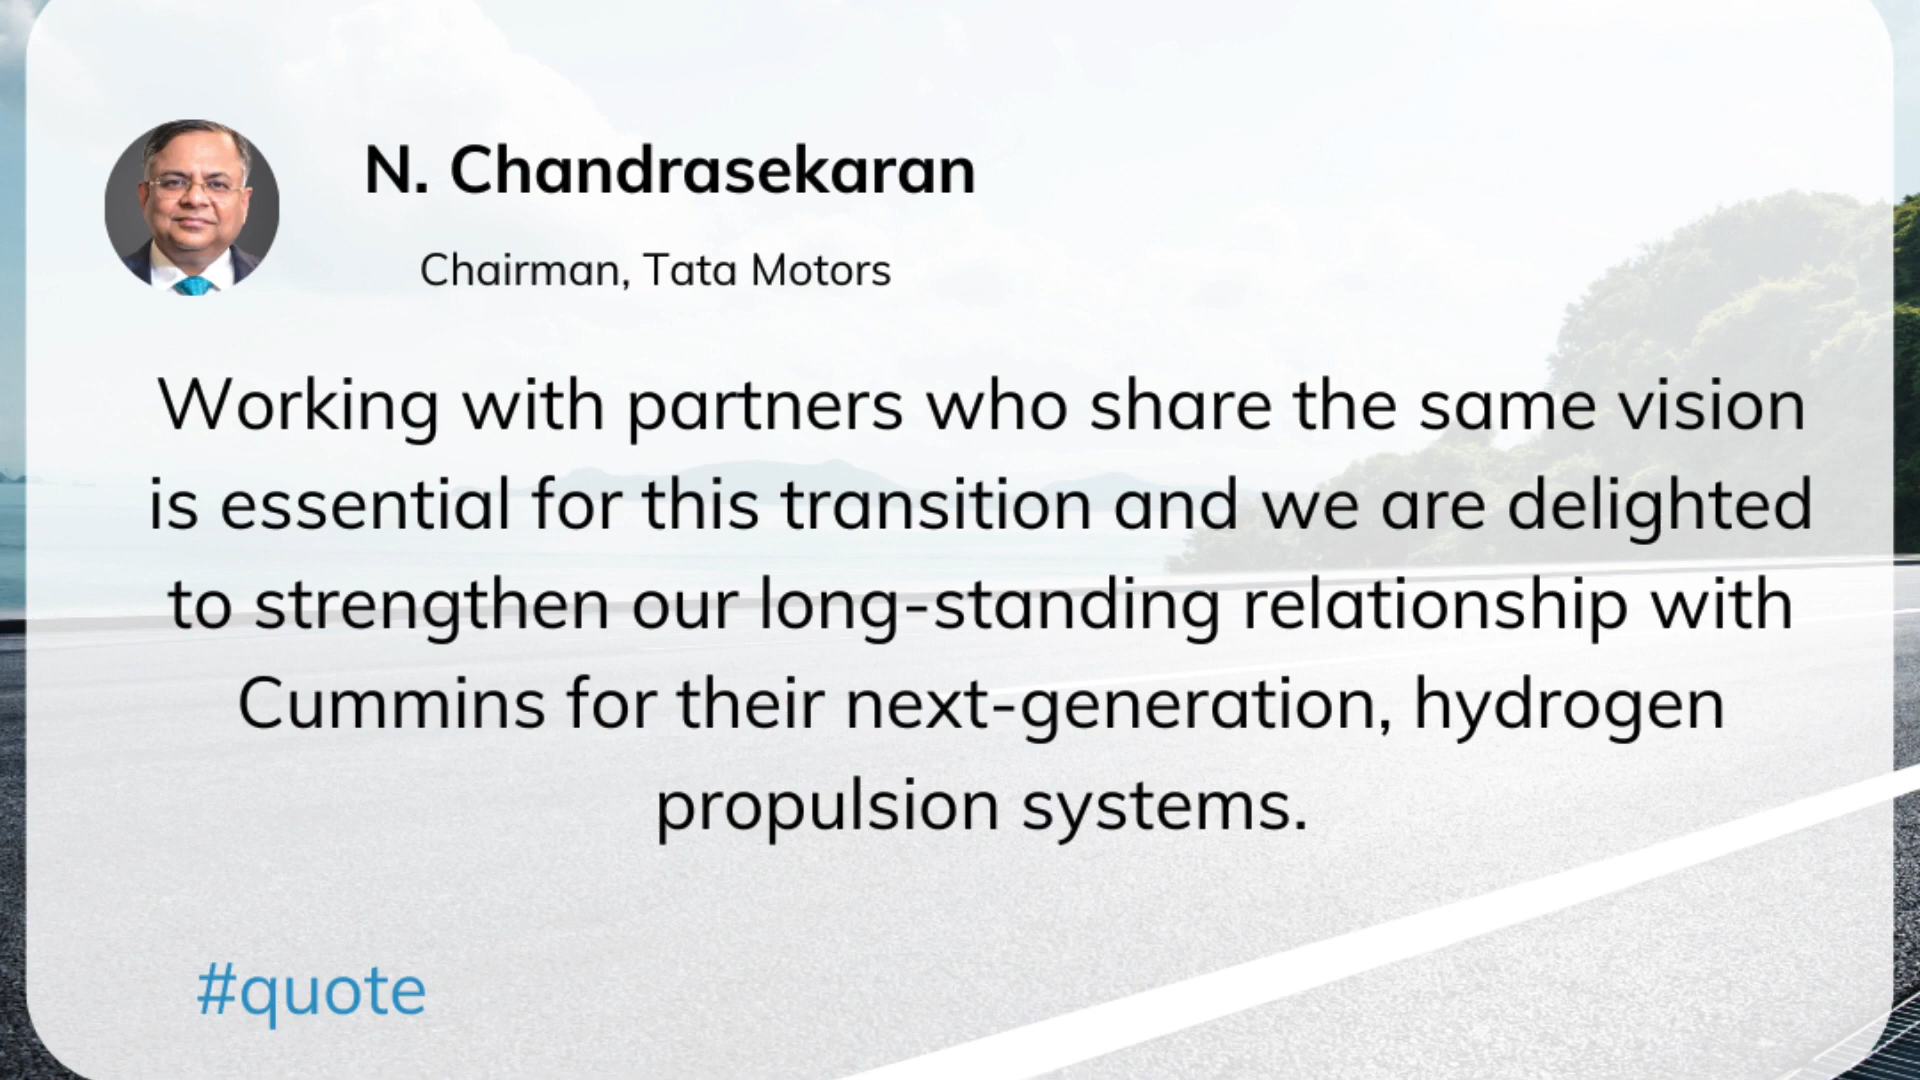 N. Chandrasekaran
Chairman, Tata Motors
Working with partners who share the same vision
is essential for this transition and we are delighted
to strengthen our long-standing relationship with
Cummins for their next-generation, hydrogen
propulsion systems.
#quote